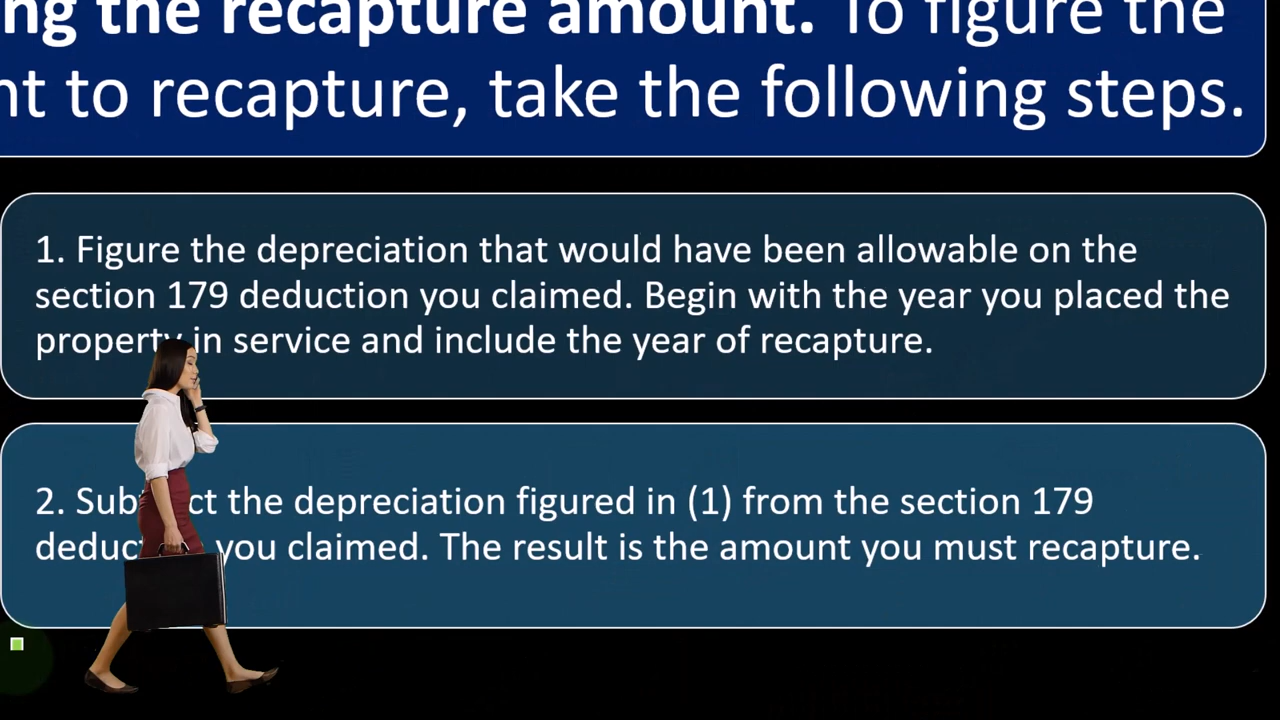 ng the recapture amount. To figure the
nt to recapture, take the following steps.
1. Figure the depreciation that would have been allowable on the
section 179 deduction you claimed. Begin with the year you placed the
property in service and include the year of recapture.
2. Sub ct the depreciation figured in (1) from the section 179
deduc you claimed. The result is the amount you must recapture.